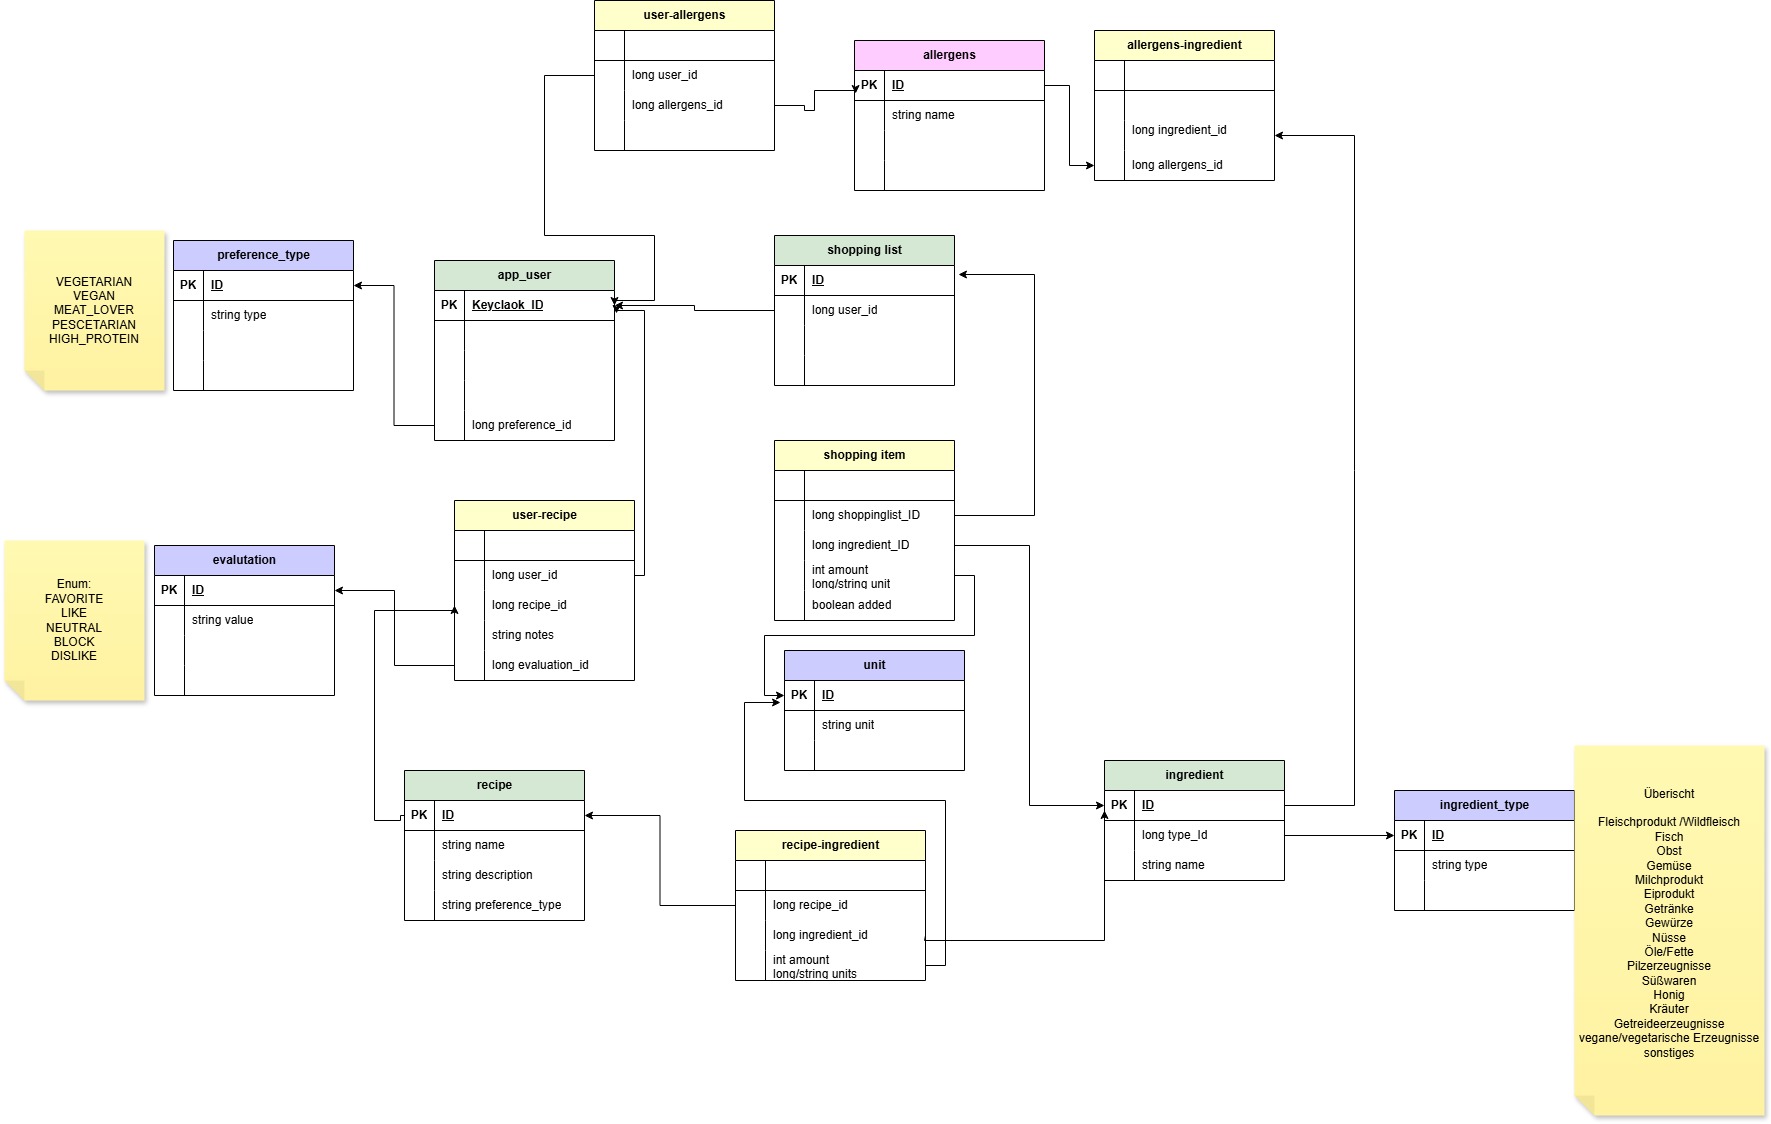 user-allergens
long user_id
long allergens_id
allergens
PK ID
string name
allergens-ingredient
long ingredient_id
long allergens_id
VEGETARIAN
VEGAN
MEAT_LOVER
PESCETARIAN
HIGH_PROTEIN
preference_type
PK ID
string type
app_user
PK Keyclaok_ID
long preference_id
shopping list
PK ID
long user_id
shopping item
long shoppinglist_ID
long ingredient_ID
int amount
long/string unit
boolean added
Enum:
FAVORITE
LIKE
NEUTRAL
BLOCK
DISLIKE
evalutation
PK ID
string value
user-recipe
long user_id
long recipe_id
string notes
long evaluation_id
unit
PK ID
string unit
recipe
PK ID
string name
string description
string preference_type
recipe-ingredient
long recipe_id
long ingredient_id
int amount
long/string units
ingredient
PK ID
long type_Id
string name
ingredient_type
PK ID
string type
Überischt
Fleischprodukt /Wildfleisch
Fisch
Obst
Gemüse
Milchprodukt
Eiprodukt
Getränke
Gewürze
Nüsse
Öle/Fette
Pilzerzeugnisse
Süßwaren
Honig
Kräuter
Getreideerzeugnisse
vegane/vegetarische Erzeugnisse
sonstiges